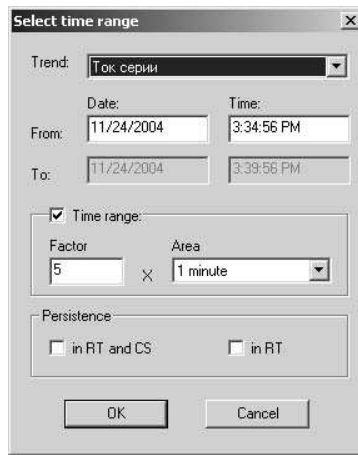 Select time range
Trend: Ток серии
Date: Time:
From: 11/24/2004 3:34:56 PM
To: 11/24/2004 3:39:56 PM
Time range:
Factor Area
5 X 1 minute
Persistence
in RT and CS in RT
OK Cancel